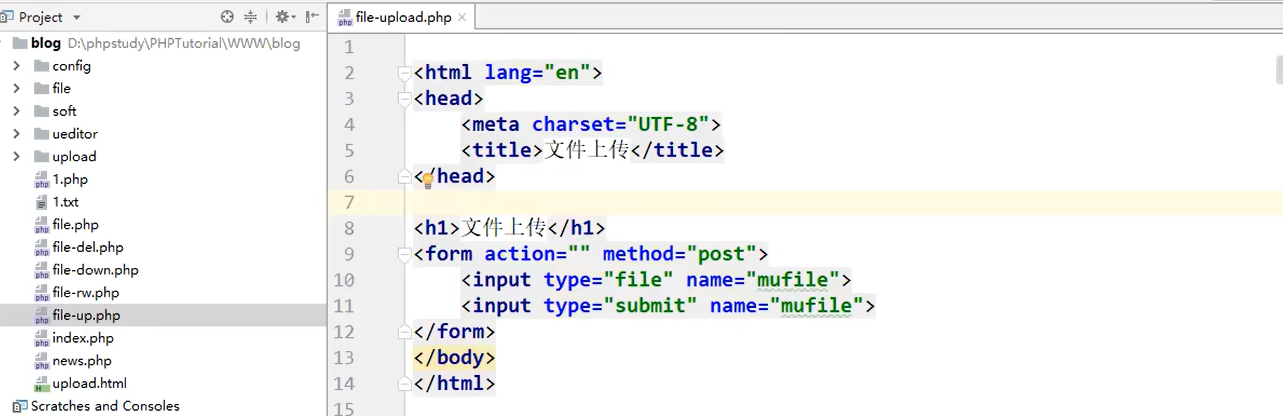 Project
file-upload.php
blog D:\phpstudy\PHPTutorial\WWW\blog
config
file
soft
ueditor
upload
1.php
1.txt
file.php
file-del.php
file-down.php
file-rw.php
file-up.php
index.php
news.php
upload.html
Scratches and Consoles
1
2 <html lang="en">
3 <head>
4 <meta charset="UTF-8">
5 <title>文件上传</title>
6 </head>
7
8 <h1>文件上传</h1>
9 <form action="" method="post">
10 <input type="file" name="mufile">
11 <input type="submit" name="mufile">
12 </form>
13 </body>
14 </html>
15